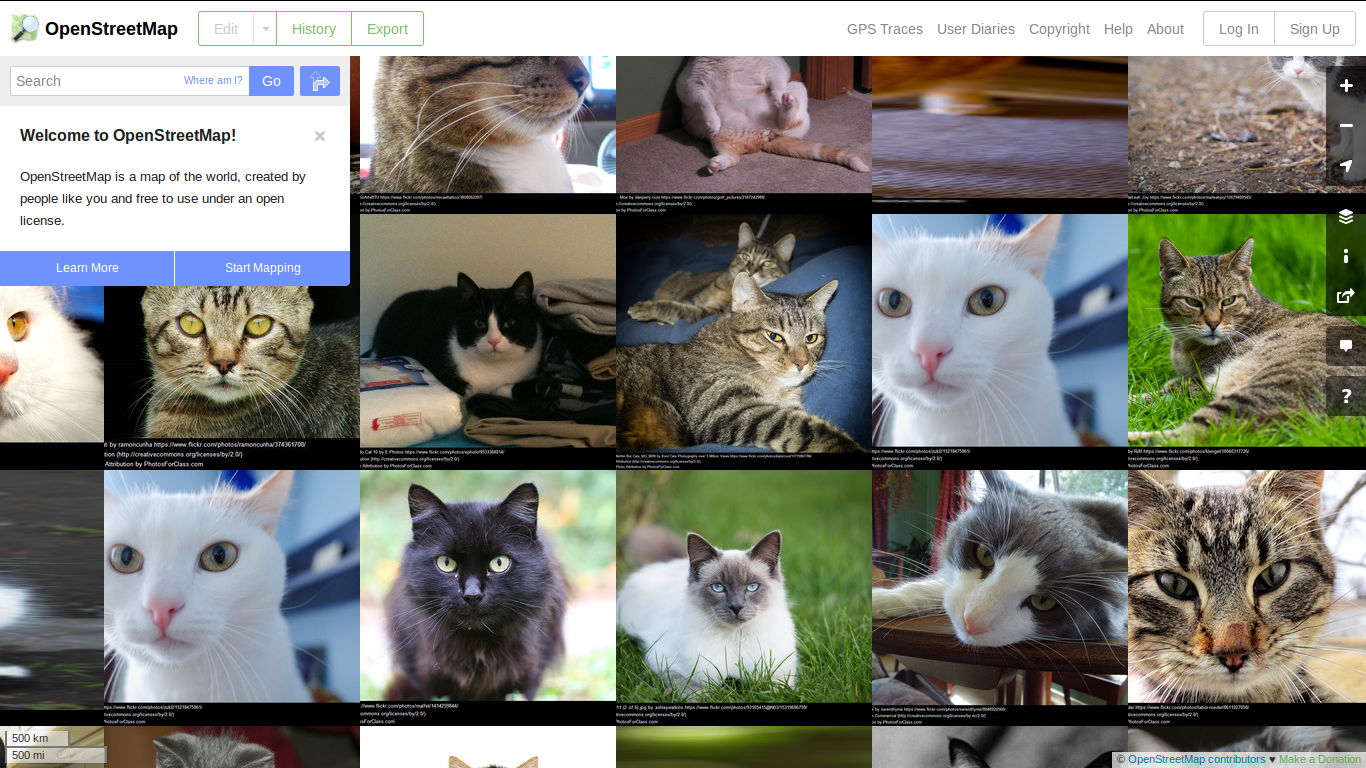 OpenStreetMap
Edit
History
Export
GPS Traces
User Diaries
Copyright
Help
About
Log In
Sign Up
Search
Where am I?
Go
Welcome to OpenStreetMap!
×
OpenStreetMap is a map of the world, created by
people like you and free to use under an open
license.
Learn More
Start Mapping
?
by ramoncunha https://www.flickr.com/photos/ramoncunha/374361708/
(http://creativecommons.org/licenses/by/2.0/)
Attribution by PhotosForClass.com
500 km
500 mi
© OpenStreetMap contributors ♥ Make a Donation